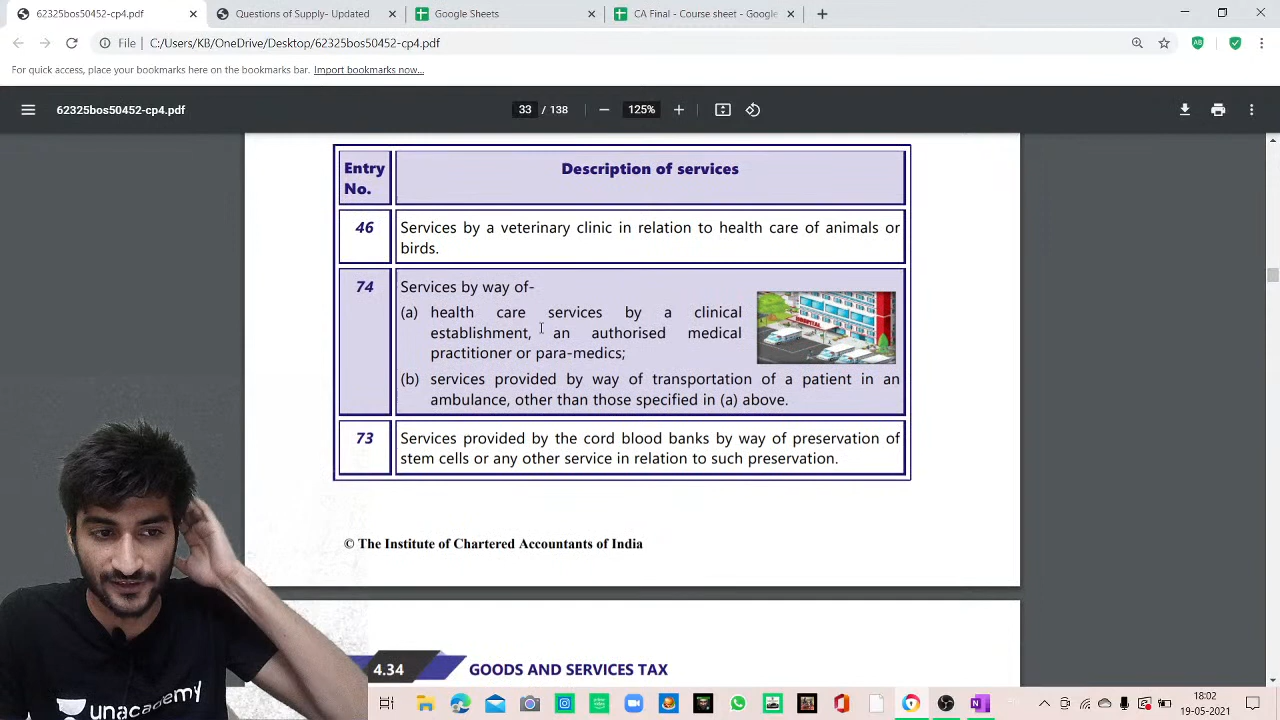 62325bos50452-cp4.pdf
Questions of Supply- Updated
Google Sheets
CA Final - Course sheet - Google
File
C:/Users/KB/OneDrive/Desktop/62325bos50452-cp4.pdf
For quick access, place your bookmarks here on the bookmarks bar. Import bookmarks now...
62325bos50452-cp4.pdf
33 / 138
125%
Entry No.
Description of services
46
Services by a veterinary clinic in relation to health care of animals or
birds.
74
Services by way of-
(a) health care services by a clinical
establishment, an authorised medical
practitioner or para-medics;
HOSPITAL
(b) services provided by way of transportation of a patient in an
ambulance, other than those specified in (a) above.
73
Services provided by the cord blood banks by way of preservation of
stem cells or any other service in relation to such preservation.
© The Institute of Chartered Accountants of India
4.34
GOODS AND SERVICES TAX
unacademy
18:02
19-05-2021